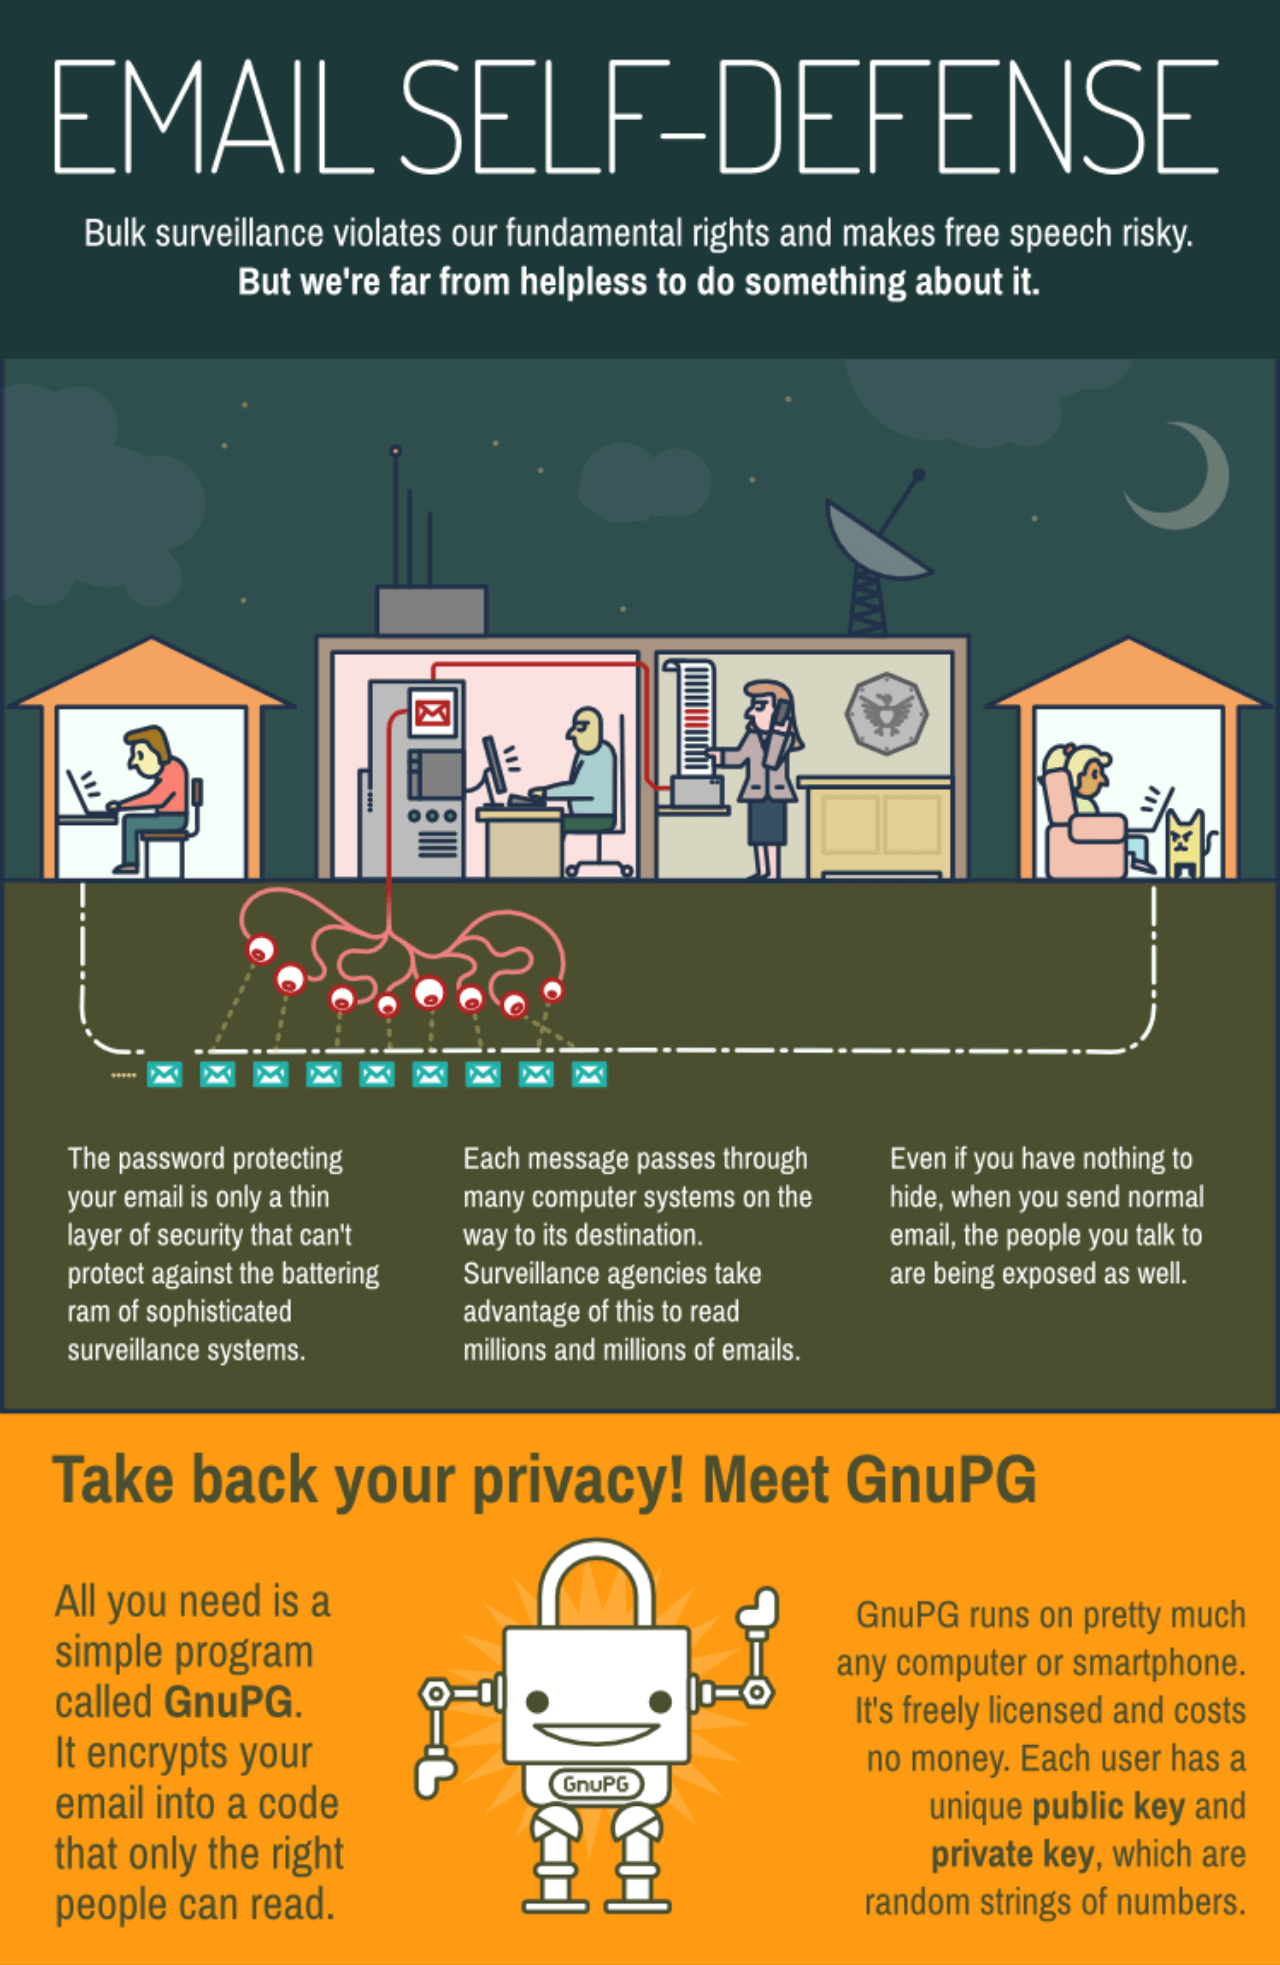 EMAIL SELF-DEFENSE
Bulk surveillance violates our fundamental rights and makes free speech risky.
But we're far from helpless to do something about it.
The password protecting
your email is only a thin
layer of security that can't
protect against the battering
ram of sophisticated
surveillance systems.
Each message passes through
many computer systems on the
way to its destination.
Surveillance agencies take
advantage of this to read
millions and millions of emails.
Even if you have nothing to
hide, when you send normal
email, the people you talk to
are being exposed as well.
Take back your privacy! Meet GnuPG
All you need is a
simple program
called GnuPG.
It encrypts your
email into a code
that only the right
people can read.
GnuPG
GnuPG runs on pretty much
any computer or smartphone.
It's freely licensed and costs
no money. Each user has a
unique public key and
private key, which are
random strings of numbers.